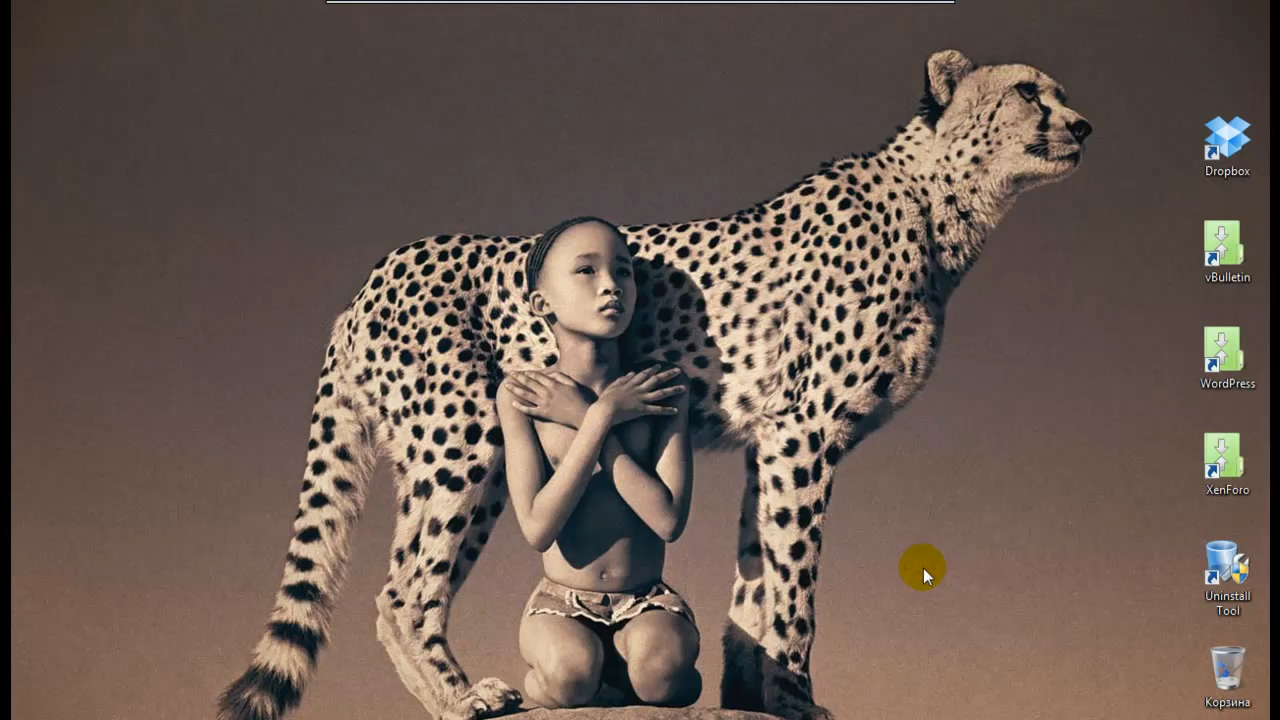 Dropbox
vBulletin
WordPress
XenForo
Uninstall
Tool
Корзина